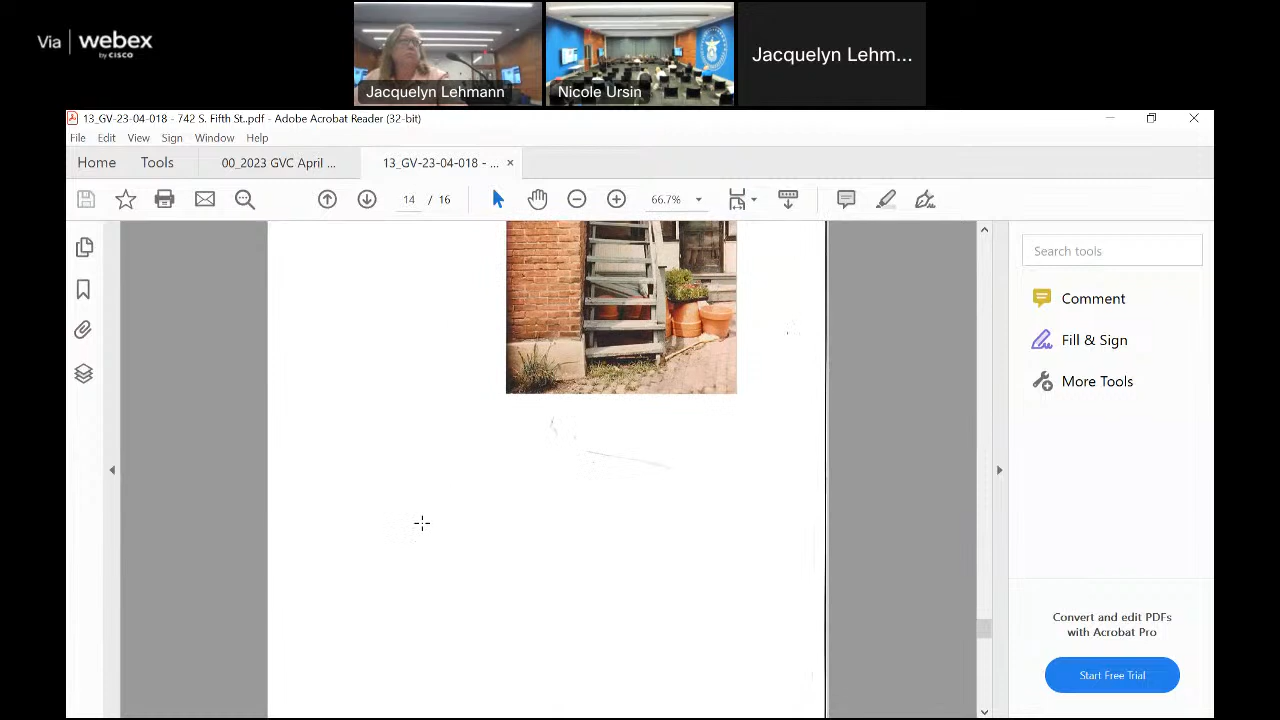 Via webex
by CISCO
Jacquelyn Lehmann
Nicole Ursin
Jacquelyn Lehm...
13_GV-23-04-018 - 742 S. Fifth St..pdf - Adobe Acrobat Reader (32-bit)
File Edit View Sign Window Help
Home Tools 00_2023 GVC April ... 13_GV-23-04-018 - ... ×
14 / 16 66.7%
Search tools
Comment
Fill & Sign
More Tools
Convert and edit PDFs
with Acrobat Pro
Start Free Trial